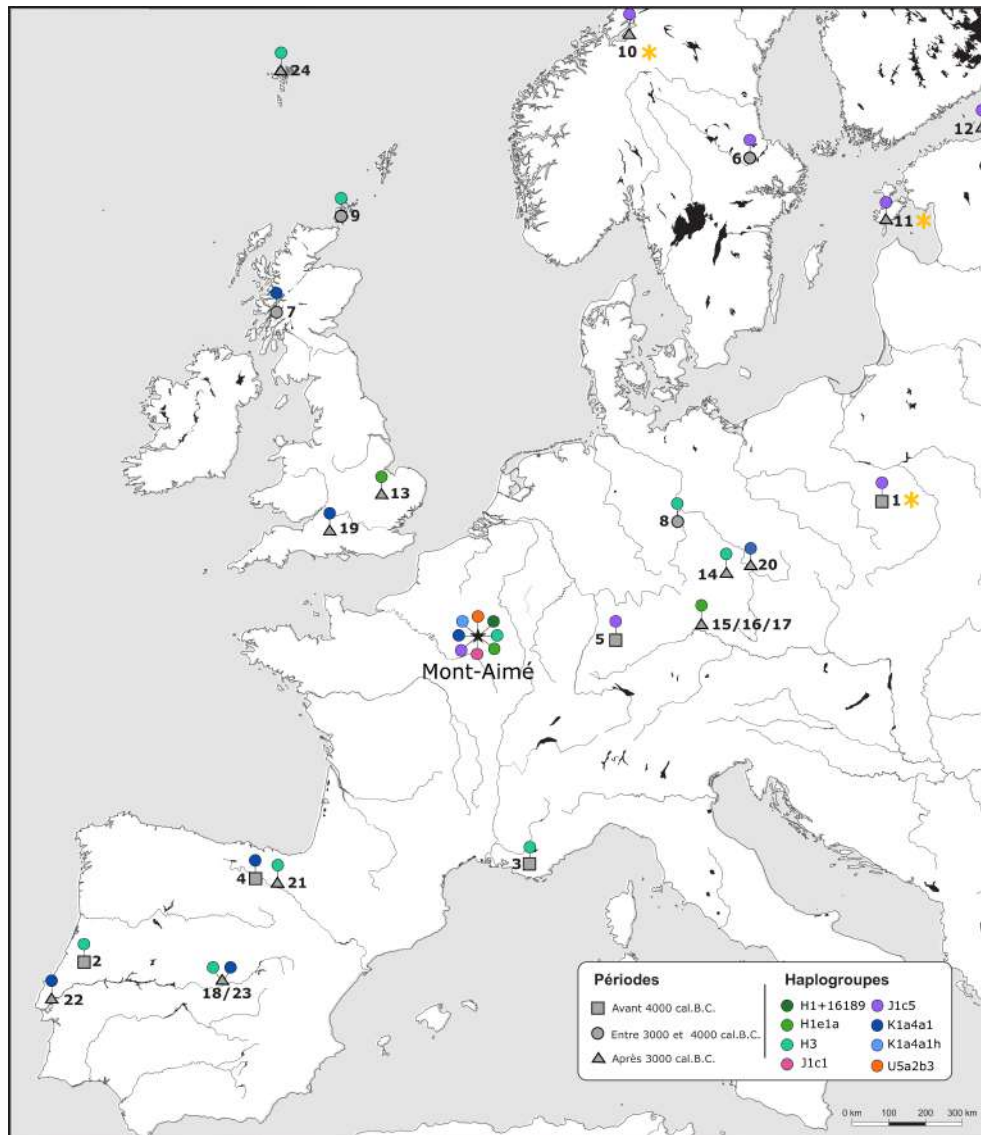 24
10
12
6
11
9
7
13
19
1
8
20
14
15/16/17
5
Mont-Aimé
3
4
21
2
18/23
22
Périodes
Avant 4000 cal.B.C.
Entre 3000 et 4000 cal.B.C.
Après 3000 cal.B.C.
Haplogroupes
H1+16189
H1e1a
H3
J1c1
J1c5
K1a4a1
K1a4a1h
U5a2b3
0 km 100 200 300 km